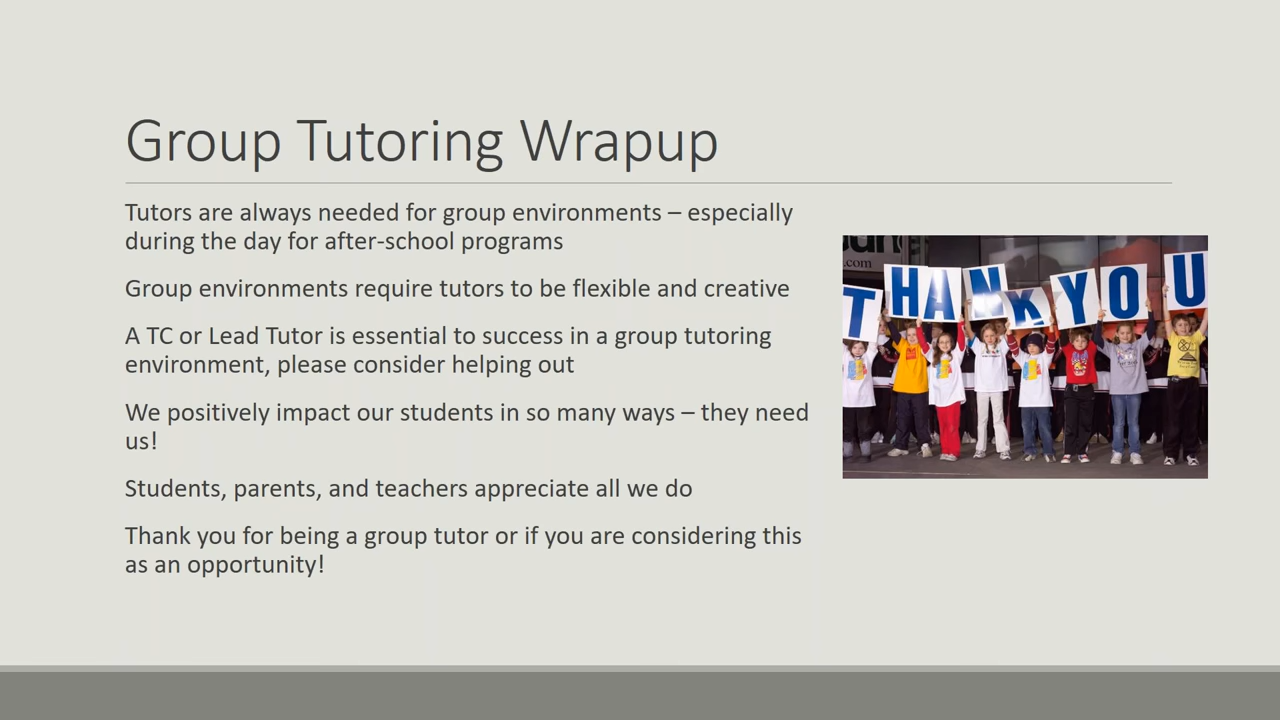 Group Tutoring Wrapup
Tutors are always needed for group environments – especially
during the day for after-school programs
Group environments require tutors to be flexible and creative
A TC or Lead Tutor is essential to success in a group tutoring
environment, please consider helping out
We positively impact our students in so many ways – they need
us!
Students, parents, and teachers appreciate all we do
Thank you for being a group tutor or if you are considering this
as an opportunity!
.com
THANK YOU